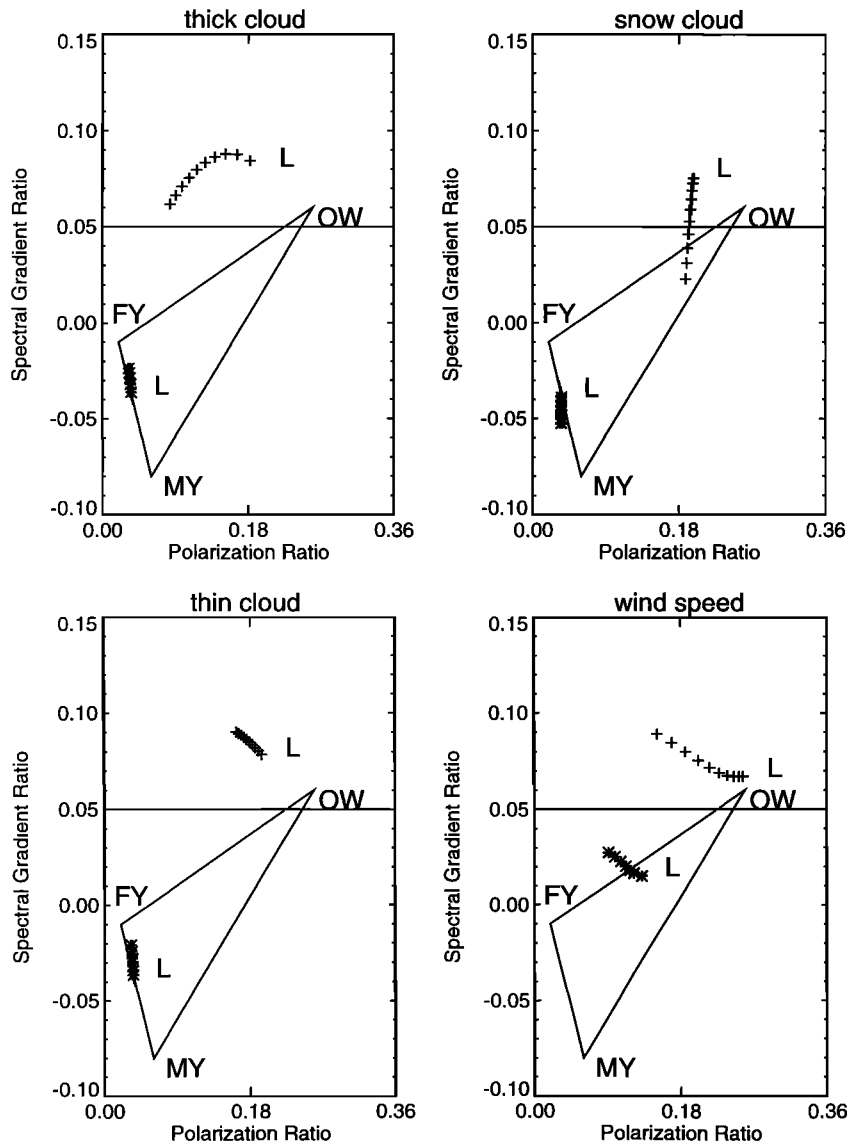 thick cloud
0.15
0.10
0.05
0.00
-0.05
-0.10
Spectral Gradient Ratio
L
OW
FY
L
MY
0.00
0.18
0.36
Polarization Ratio
snow cloud
0.15
0.10
0.05
0.00
-0.05
-0.10
Spectral Gradient Ratio
L
OW
FY
L
MY
0.00
0.18
0.36
Polarization Ratio
thin cloud
0.15
0.10
0.05
0.00
-0.05
-0.10
Spectral Gradient Ratio
L
OW
FY
L
MY
0.00
0.18
0.36
Polarization Ratio
wind speed
0.15
0.10
0.05
0.00
-0.05
-0.10
Spectral Gradient Ratio
L
OW
L
FY
MY
0.00
0.18
0.36
Polarization Ratio